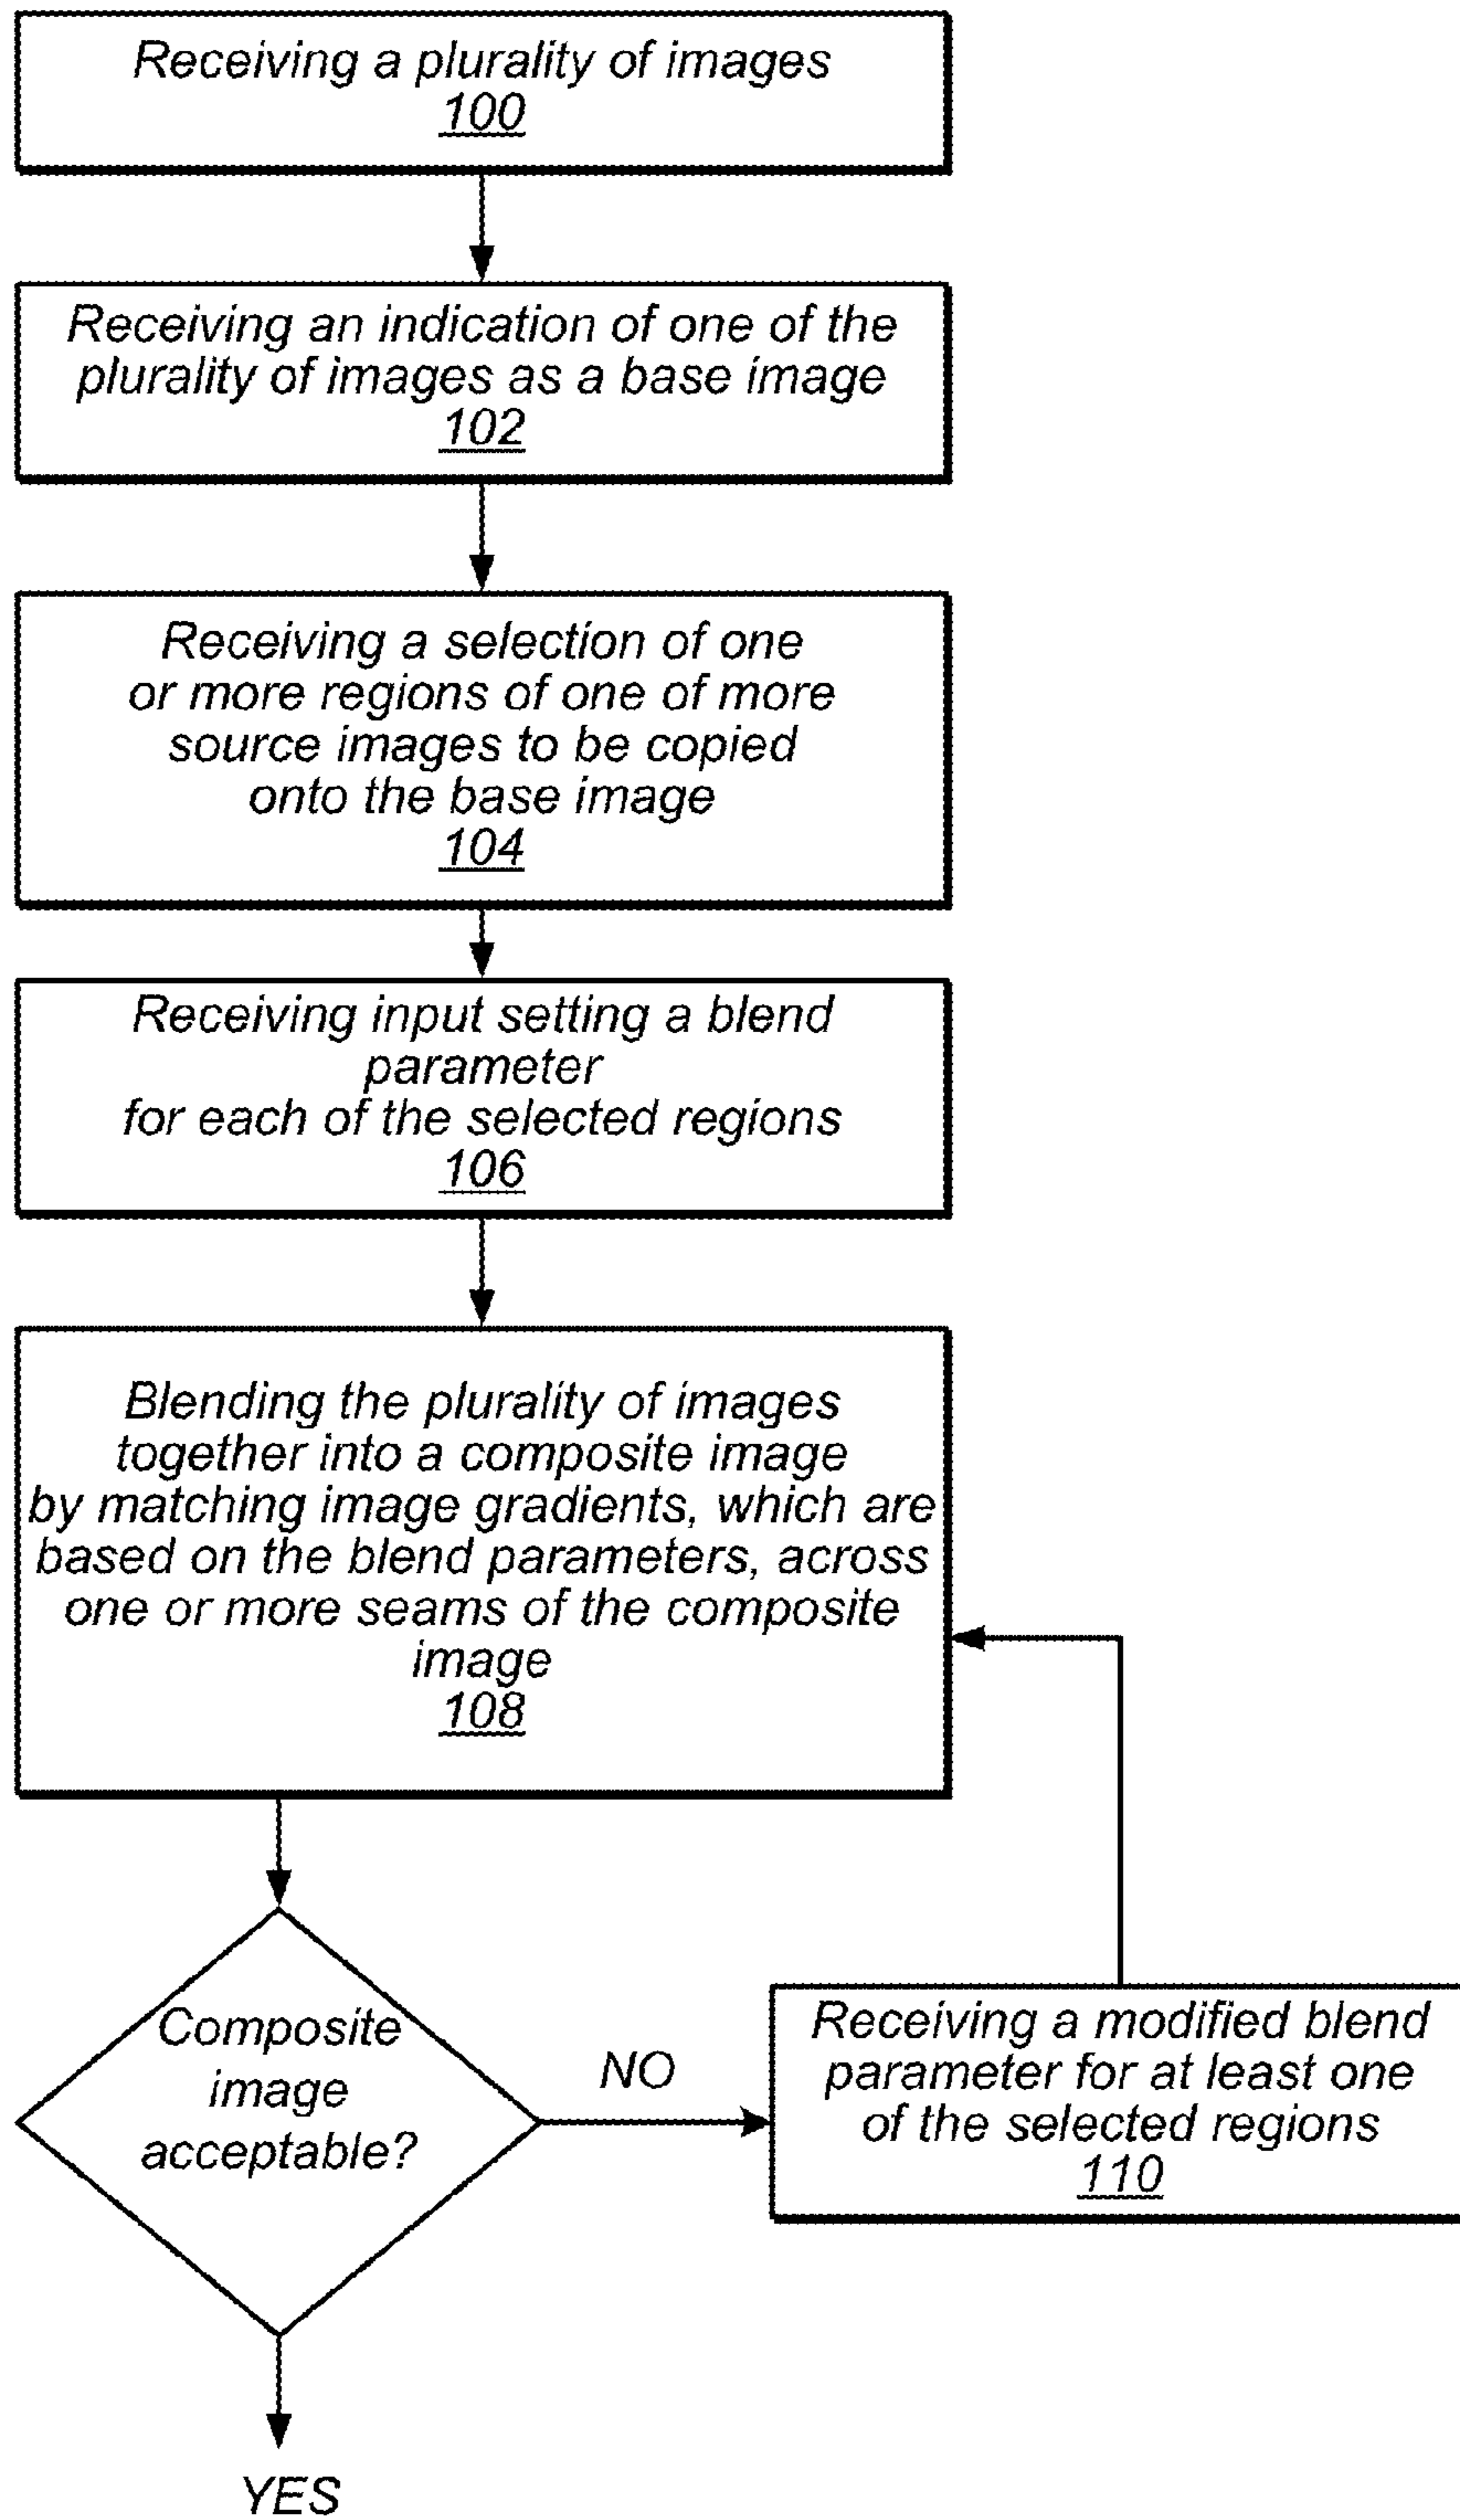 Receiving a plurality of images
100
Receiving an indication of one of the
plurality of images as a base image
102
Receiving a selection of one
or more regions of one of more
source images to be copied
onto the base image
104
Receiving input setting a blend
parameter
for each of the selected regions
106
Blending the plurality of images
together into a composite image
by matching image gradients, which are
based on the blend parameters, across
one or more seams of the composite
image
108
Composite
image
acceptable?
NO
Receiving a modified blend
parameter for at least one
of the selected regions
110
YES